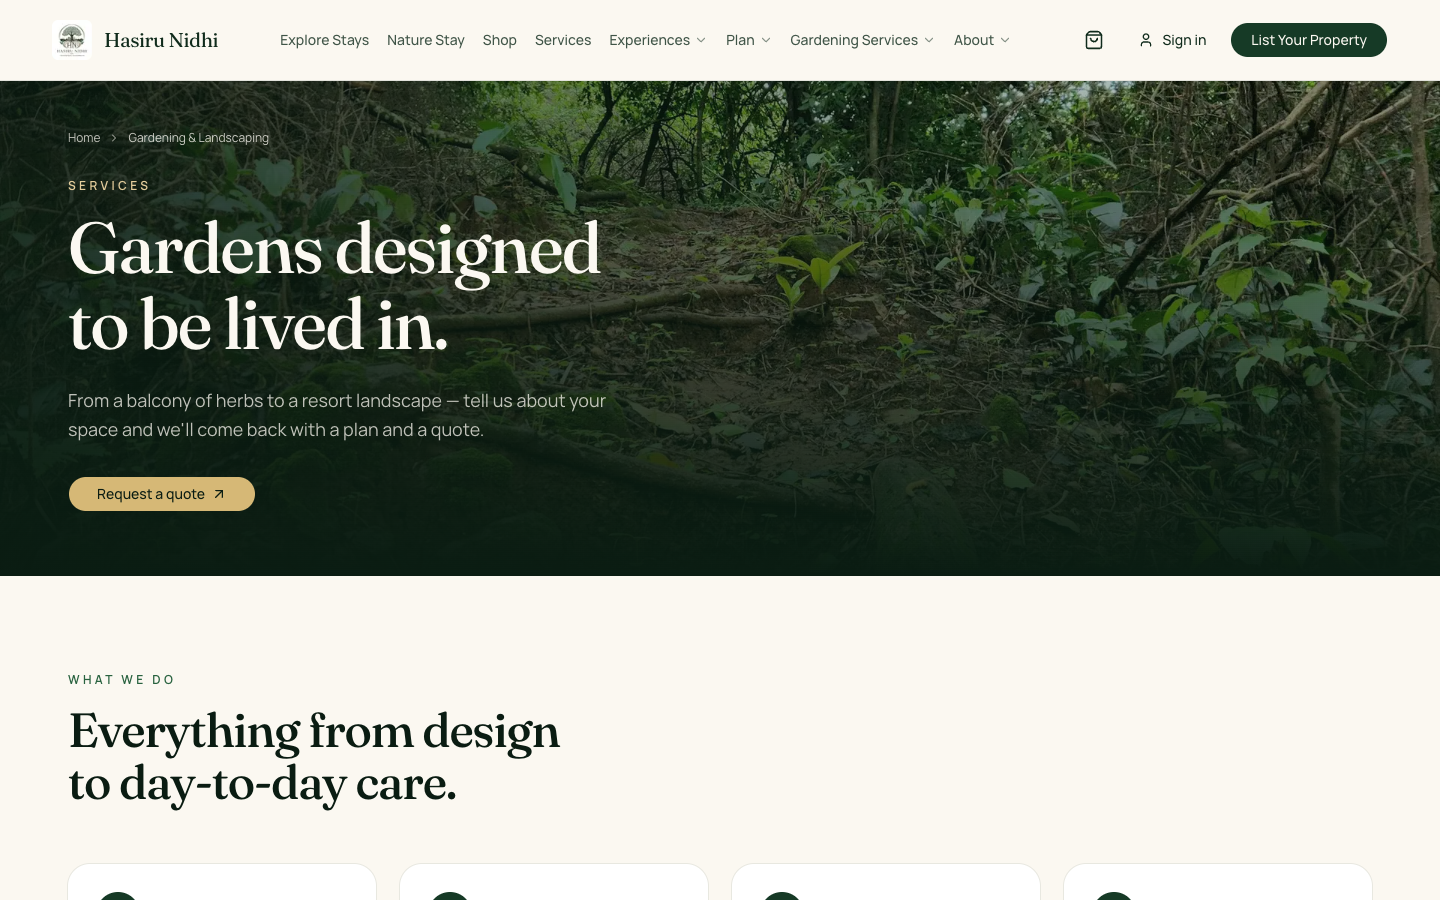 Hasiru Nidhi
Explore Stays
Nature Stay
Shop
Services
Experiences
Plan
Gardening Services
About
Sign in
List Your Property
Home
Gardening & Landscaping
SERVICES
Gardens designed
to be lived in.
From a balcony of herbs to a resort landscape — tell us about your
space and we'll come back with a plan and a quote.
Request a quote
WHAT WE DO
Everything from design
to day-to-day care.